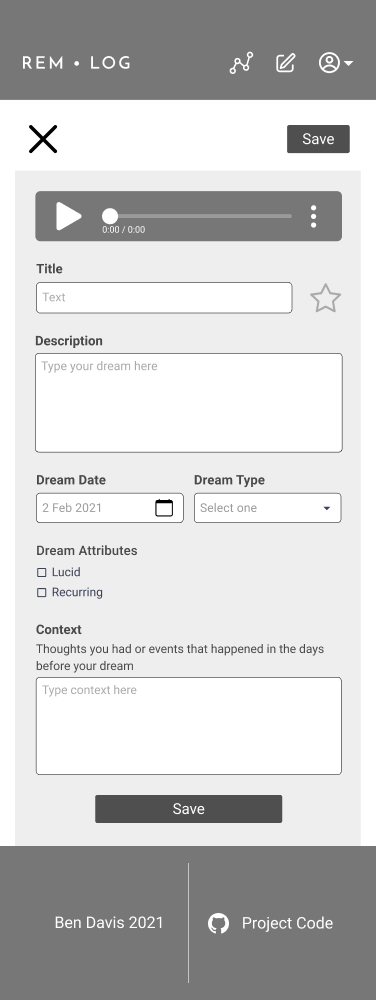 REM • LOG
Save
0:00 / 0:00
Title
Text
Description
Type your dream here
Dream Date
Dream Type
2 Feb 2021
Select one
Dream Attributes
Lucid
Recurring
Context
Thoughts you had or events that happened in the days
before your dream
Type context here
Save
Ben Davis 2021
Project Code